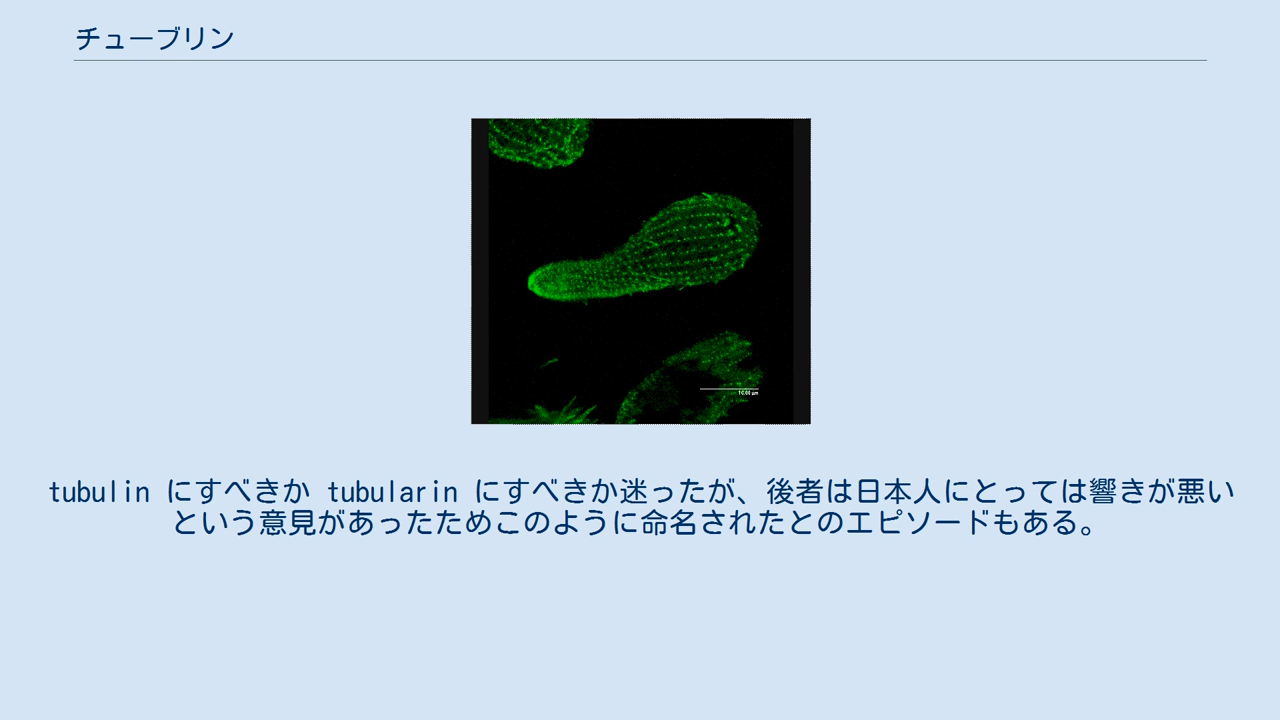 チューブリン
10.00 μm
tubulin にすべきか tubularin にすべきか迷ったが、後者は日本人にとっては響きが悪い
という意見があったためこのように命名されたとのエピソードもある。